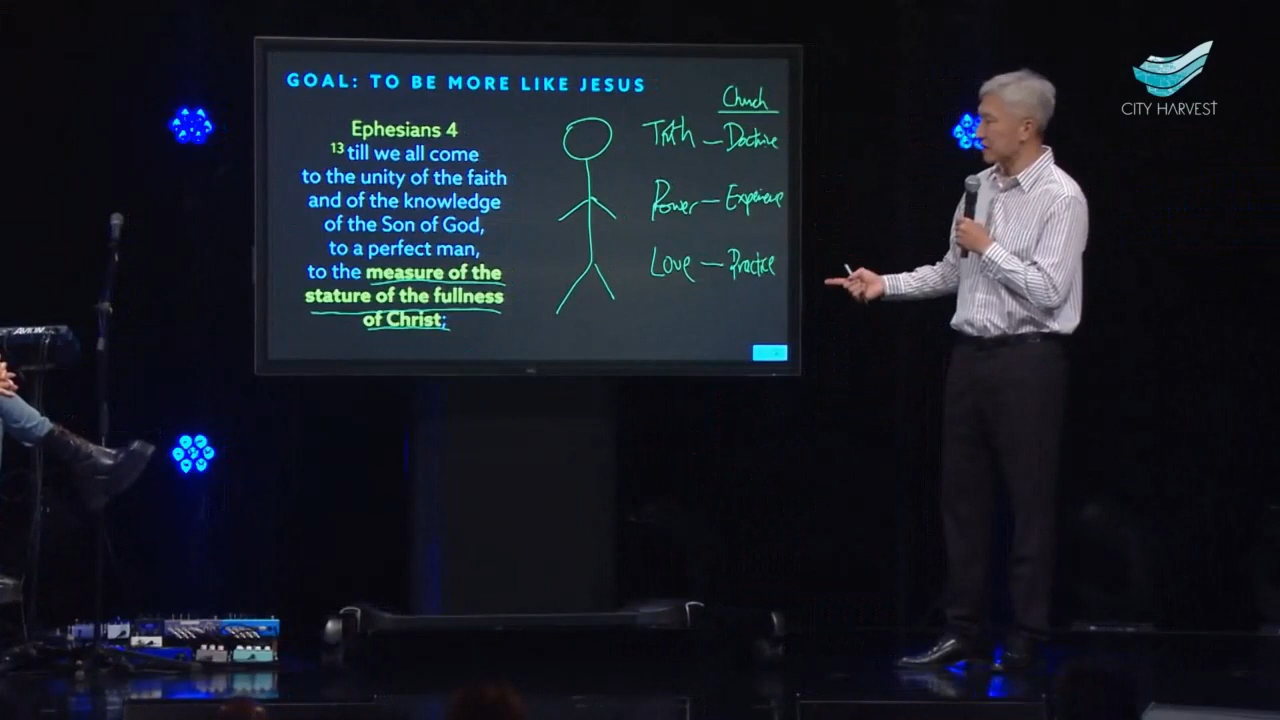 CITY HARVEST
GOAL: TO BE MORE LIKE JESUS
Ephesians 4
13 till we all come
to the unity of the faith
and of the knowledge
of the Son of God,
to a perfect man,
to the measure of the
stature of the fullness
of Christ;
Church
Truth — Doctrine
Power — Experience
Love — Practice
AVION